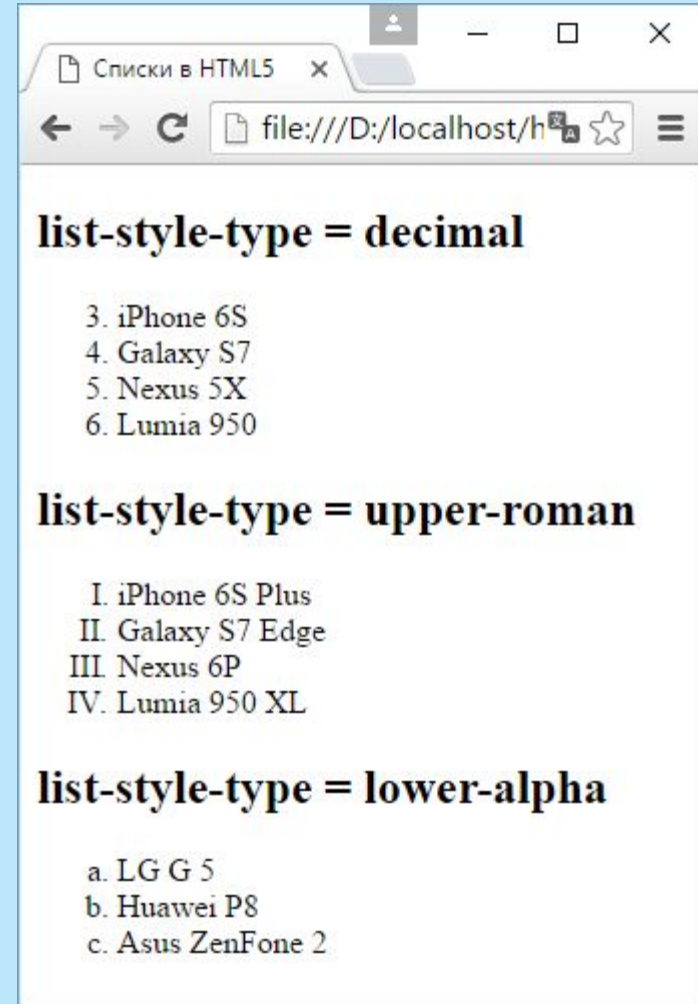 Списки в HTML5
file:///D:/localhost/h
list-style-type = decimal
3. iPhone 6S
4. Galaxy S7
5. Nexus 5X
6. Lumia 950
list-style-type = upper-roman
I. iPhone 6S Plus
II. Galaxy S7 Edge
III. Nexus 6P
IV. Lumia 950 XL
list-style-type = lower-alpha
a. LG G 5
b. Huawei P8
c. Asus ZenFone 2